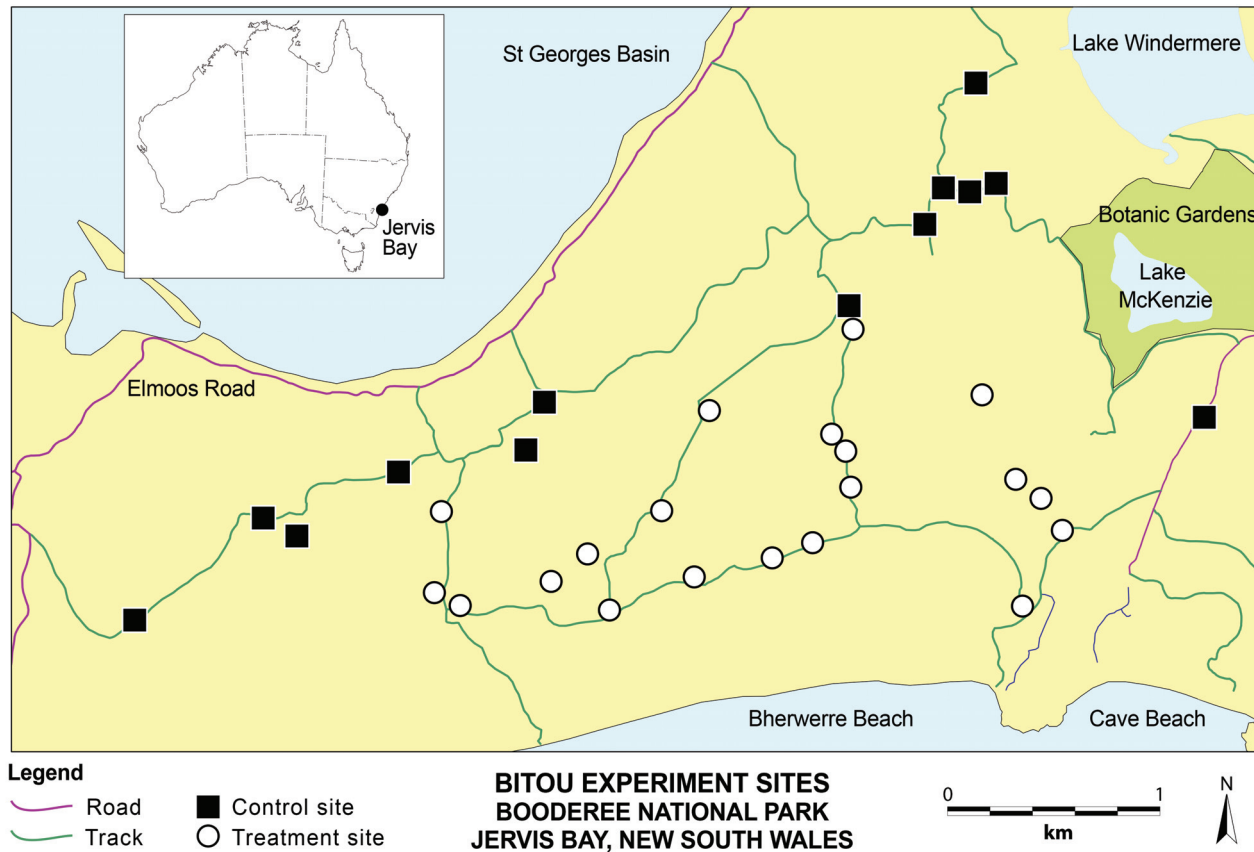 St Georges Basin
Lake Windermere
Jervis
Bay
Botanic Gardens
Lake
McKenzie
Elmoos Road
Bherwerre Beach
Cave Beach
Legend
Road
Track
Control site
Treatment site
BITOU EXPERIMENT SITES
BOODEREE NATIONAL PARK
JERVIS BAY, NEW SOUTH WALES
0 1
km
N